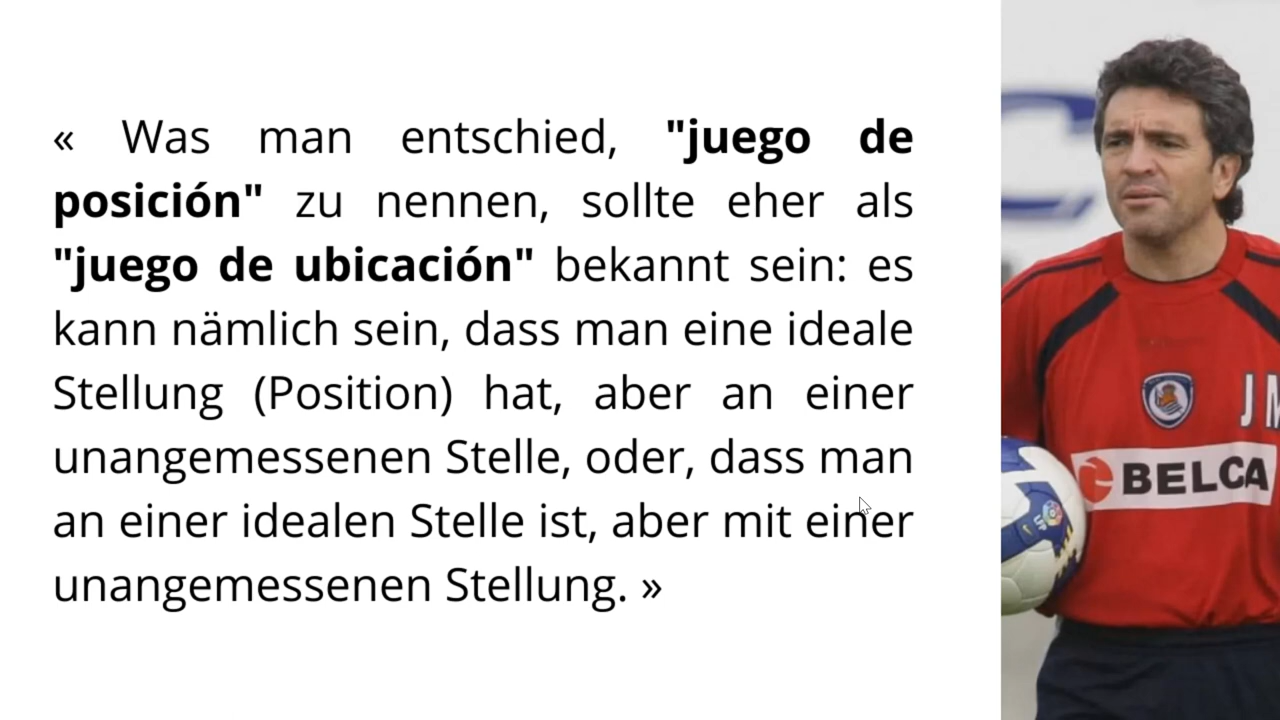 « Was man entschied, "juego de
posición" zu nennen, sollte eher als
"juego de ubicación" bekannt sein: es
kann nämlich sein, dass man eine ideale
Stellung (Position) hat, aber an einer
unangemessenen Stelle, oder, dass man
an einer idealen Stelle ist, aber mit einer
unangemessenen Stellung. »
C
J M
BELCA
LFP